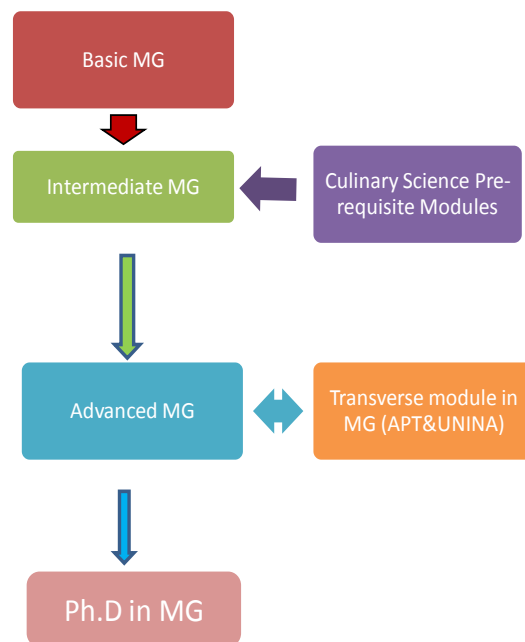 Basic MG
Intermediate MG
Culinary Science Pre-
requisite Modules
Advanced MG
Transverse module in
MG (APT&UNINA)
Ph.D in MG